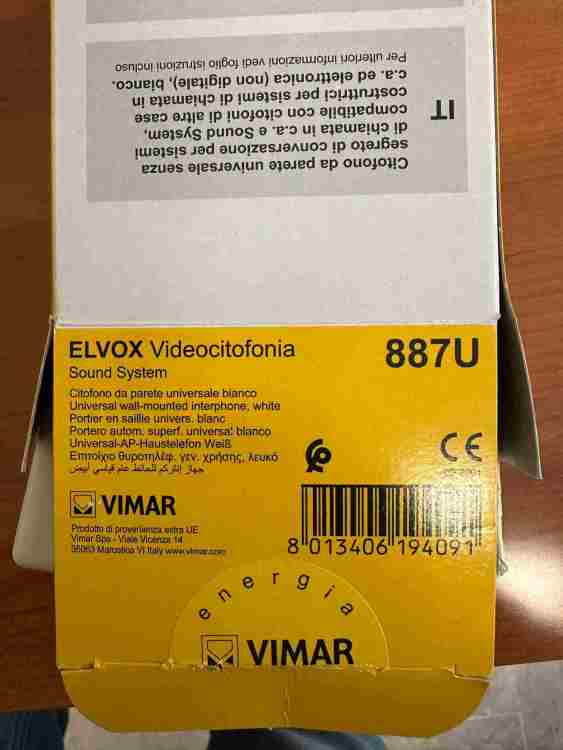 IT
Citofono da parete universale senza
segreto di conversazione per sistemi
di chiamata in c.a. e Sound System,
compatibile con citofoni di altre case
costruttrici per sistemi di chiamata in
c.a. ed elettronica (non digitale), bianco.
Per ulteriori informazioni vedi foglio istruzioni incluso
ELVOX Videocitofonia
887U
Sound System
Citofono da parete universale bianco
Universal wall-mounted interphone, white
Portier en saillie univers. blanc
Portero autom. superf. universal blanco
Universal-AP-Haustelefon Weiß
Επιτοίχιο θυροτηλέφ. γεν. χρήσης, λευκό
جهاز إنتركم للحائط عام قياسي أبيض
CE
VIMAR
Prodotto di provenienza extra UE
Vimar Spa - Viale Vicenza 14
36063 Marostica VI Italy www.vimar.com
8 013406 194091
energia
VIMAR